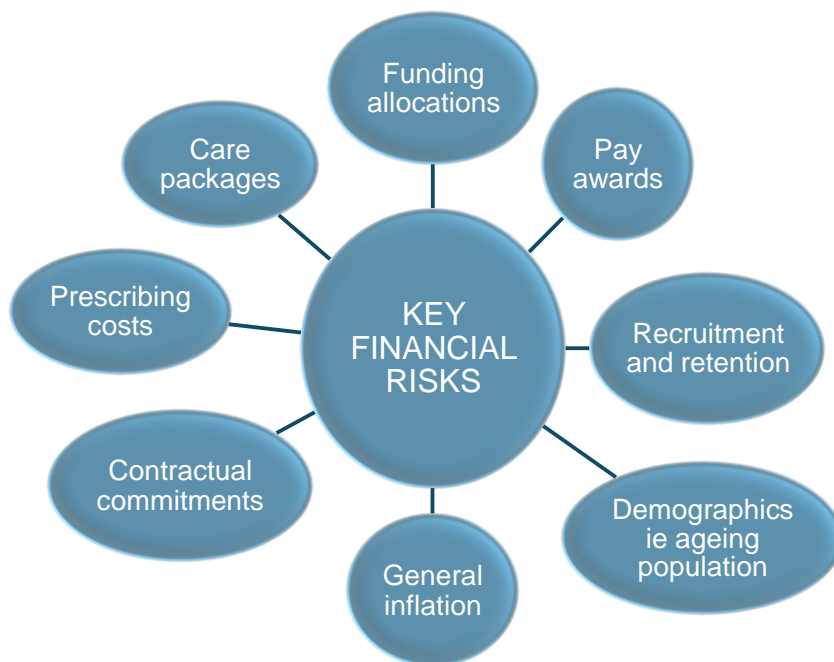 Funding
allocations
Pay
awards
Recruitment
and retention
Demographics
ie ageing
population
General
inflation
Contractual
commitments
Prescribing
costs
Care
packages
KEY
FINANCIAL
RISKS